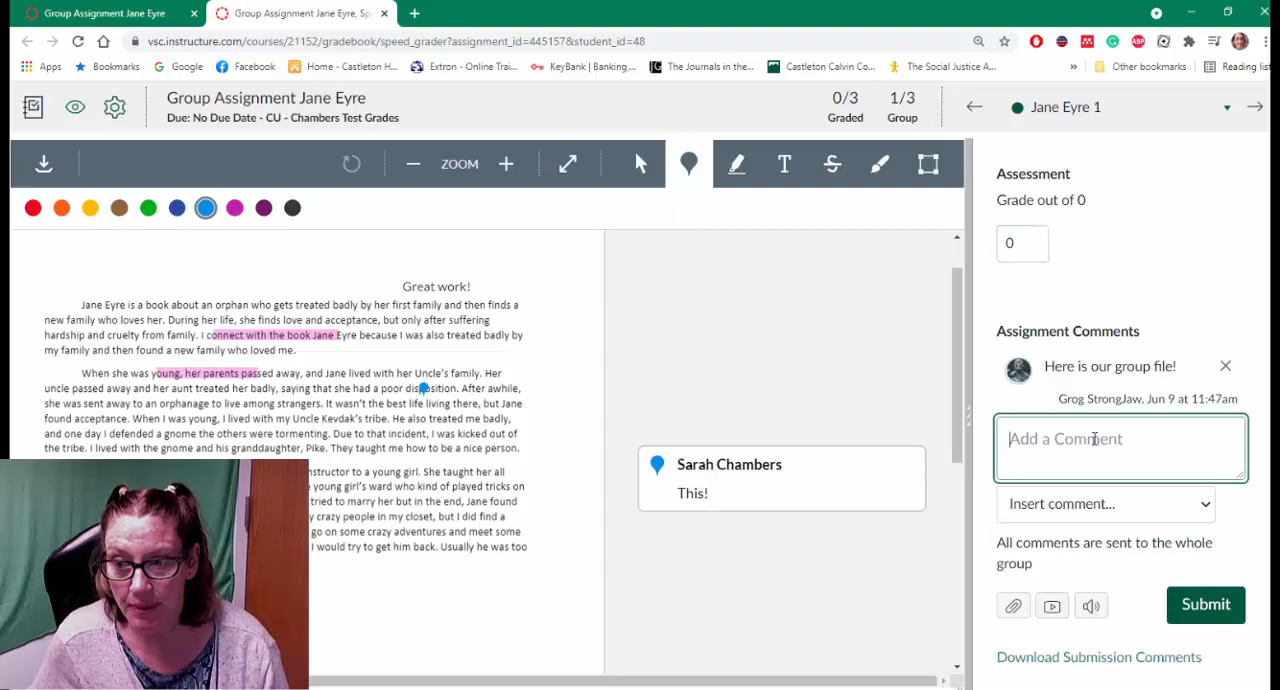 Group Assignment Jane Eyre
Group Assignment Jane Eyre, Spe
vsc.instructure.com/courses/21152/gradebook/speed_grader?assignment_id=445157&student_id=48
Apps Bookmarks Google Facebook Home - Castleton H... Extron - Online Trai... KeyBank | Banking,... The Journals in the... Castleton Calvin Co... The Social Justice A... » Other bookmarks Reading list
Group Assignment Jane Eyre
Due: No Due Date - CU - Chambers Test Grades
0/3 1/3
Graded Group
Jane Eyre 1
ZOOM
Great work!
Jane Eyre is a book about an orphan who gets treated badly by her first family and then finds a
new family who loves her. During her life, she finds love and acceptance, but only after suffering
hardship and cruelty from family. I connect with the book Jane Eyre because I was also treated badly by
my family and then found a new family who loved me.
When she was young, her parents passed away, and Jane lived with her Uncle's family. Her
uncle passed away and her aunt treated her badly, saying that she had a poor disposition. After awhile,
she was sent away to an orphanage to live among strangers. It wasn't the best life living there, but Jane
found acceptance. When I was young, I lived with my Uncle Kevdak's tribe. He also treated me badly,
and one day I defended a gnome the others were tormenting. Due to that incident, I was kicked out of
the tribe. I lived with the gnome and his granddaughter, Pike. They taught me how to be a nice person.
nstructor to a young girl. She taught her all
young girl's ward who kind of played tricks on
tried to marry her but in the end, Jane found
y crazy people in my closet, but I did find a
go on some crazy adventures and meet some
I would try to get him back. Usually he was too
Sarah Chambers
This!
Assessment
Grade out of 0
0
Assignment Comments
Here is our group file!
Grog StrongJaw, Jun 9 at 11:47am
Add a Comment
Insert comment...
All comments are sent to the whole
group
Submit
Download Submission Comments